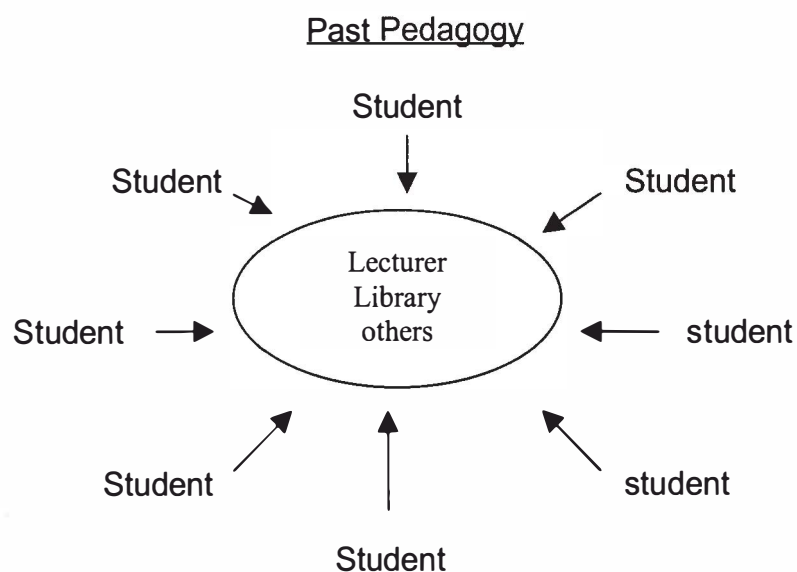 Past Pedagogy
Student
Student
Student
Lecturer
Library
others
Student
student
Student
student
Student